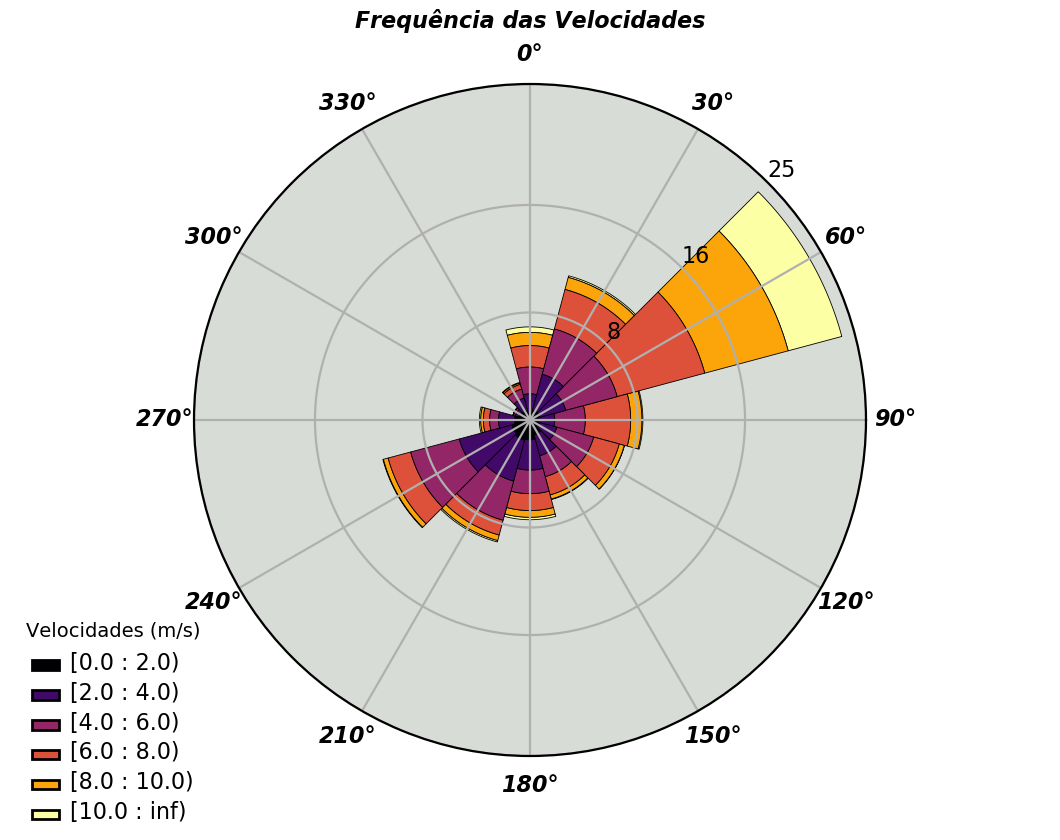 Frequência das Velocidades
0°
330°
30°
25
300°
60°
16
8
270°
90°
240°
120°
210°
150°
180°
Velocidades (m/s)
[0.0 : 2.0)
[2.0 : 4.0)
[4.0 : 6.0)
[6.0 : 8.0)
[8.0 : 10.0)
[10.0 : inf)